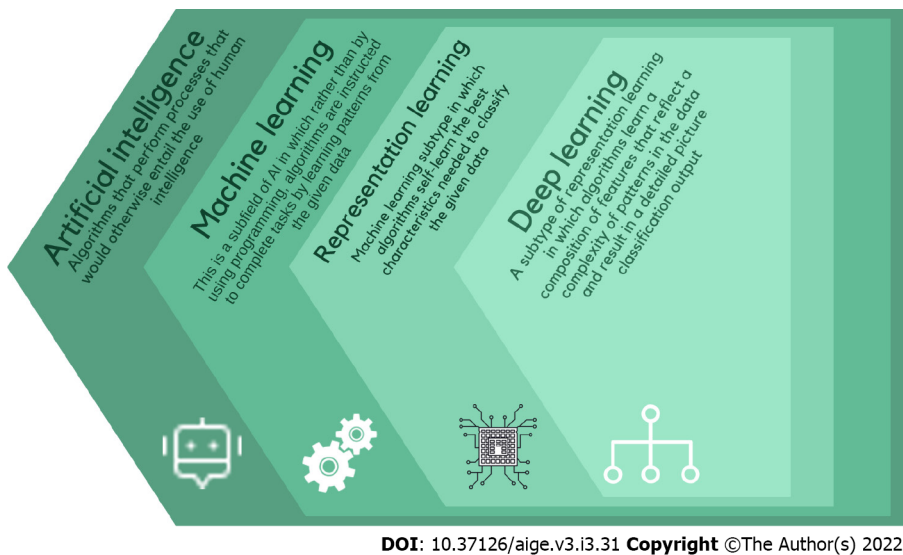 Artificial intelligence
Algorithms that perform processes that
would otherwise entail the use of human
intelligence
Machine learning
This is a subfield of AI in which rather than by
using programming, algorithms are instructed
to complete tasks by learning patterns from
the given data
Representation learning
Machine learning subtype in which
algorithms self-learn the best
characteristics needed to classify
the given data
Deep learning
A subtype of representation learning
in which algorithms learn a
composition of features that reflect a
complexity of patterns in the data
and result in a detailed picture
classification output
DOI: 10.37126/aige.v3.i3.31 Copyright ©The Author(s) 2022